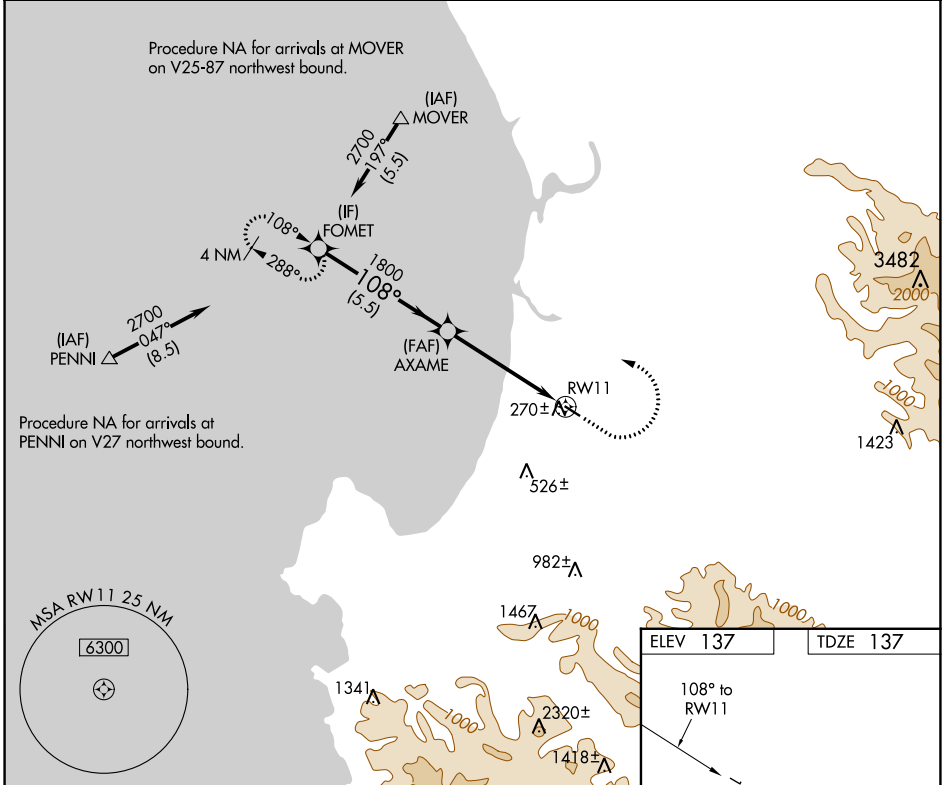 Procedure NA for arrivals at MOVER
on V25-87 northwest bound.
(IAF)
MOVER
2700
197°
(5.5)
(IF)
FOMET
108°
4 NM
288°
1800
108°
(5.5)
3482
2000
(IAF)
PENNI
2700
047°
(8.5)
(FAF)
AXAME
RW11
270±
1000
1423
Procedure NA for arrivals at
PENNI on V27 northwest bound.
526±
982±
1467
1000
1000
MSA RW11 25 NM
6300
1341
1000
2320±
1418±
ELEV 137
TDZE 137
108° to
RW11